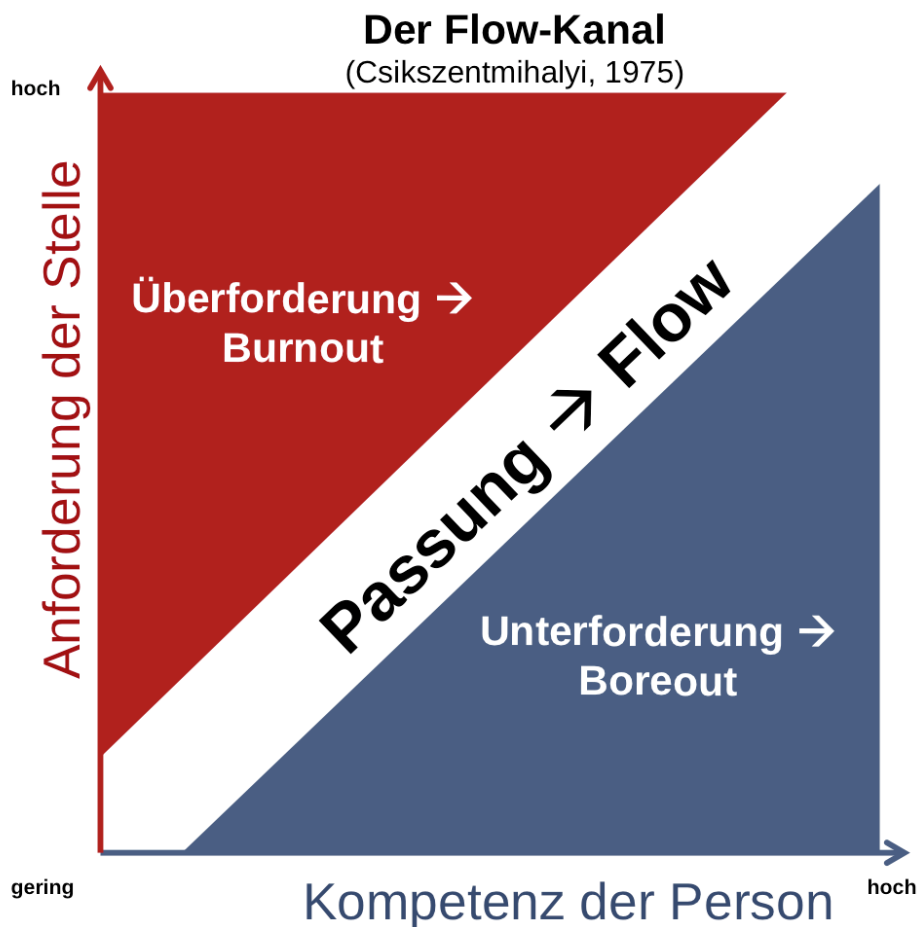 Der Flow-Kanal
(Csikszentmihalyi, 1975)
hoch
Anforderung der Stelle
Überforderung →
Burnout
Passung → Flow
Unterforderung →
Boreout
gering
Kompetenz der Person
hoch